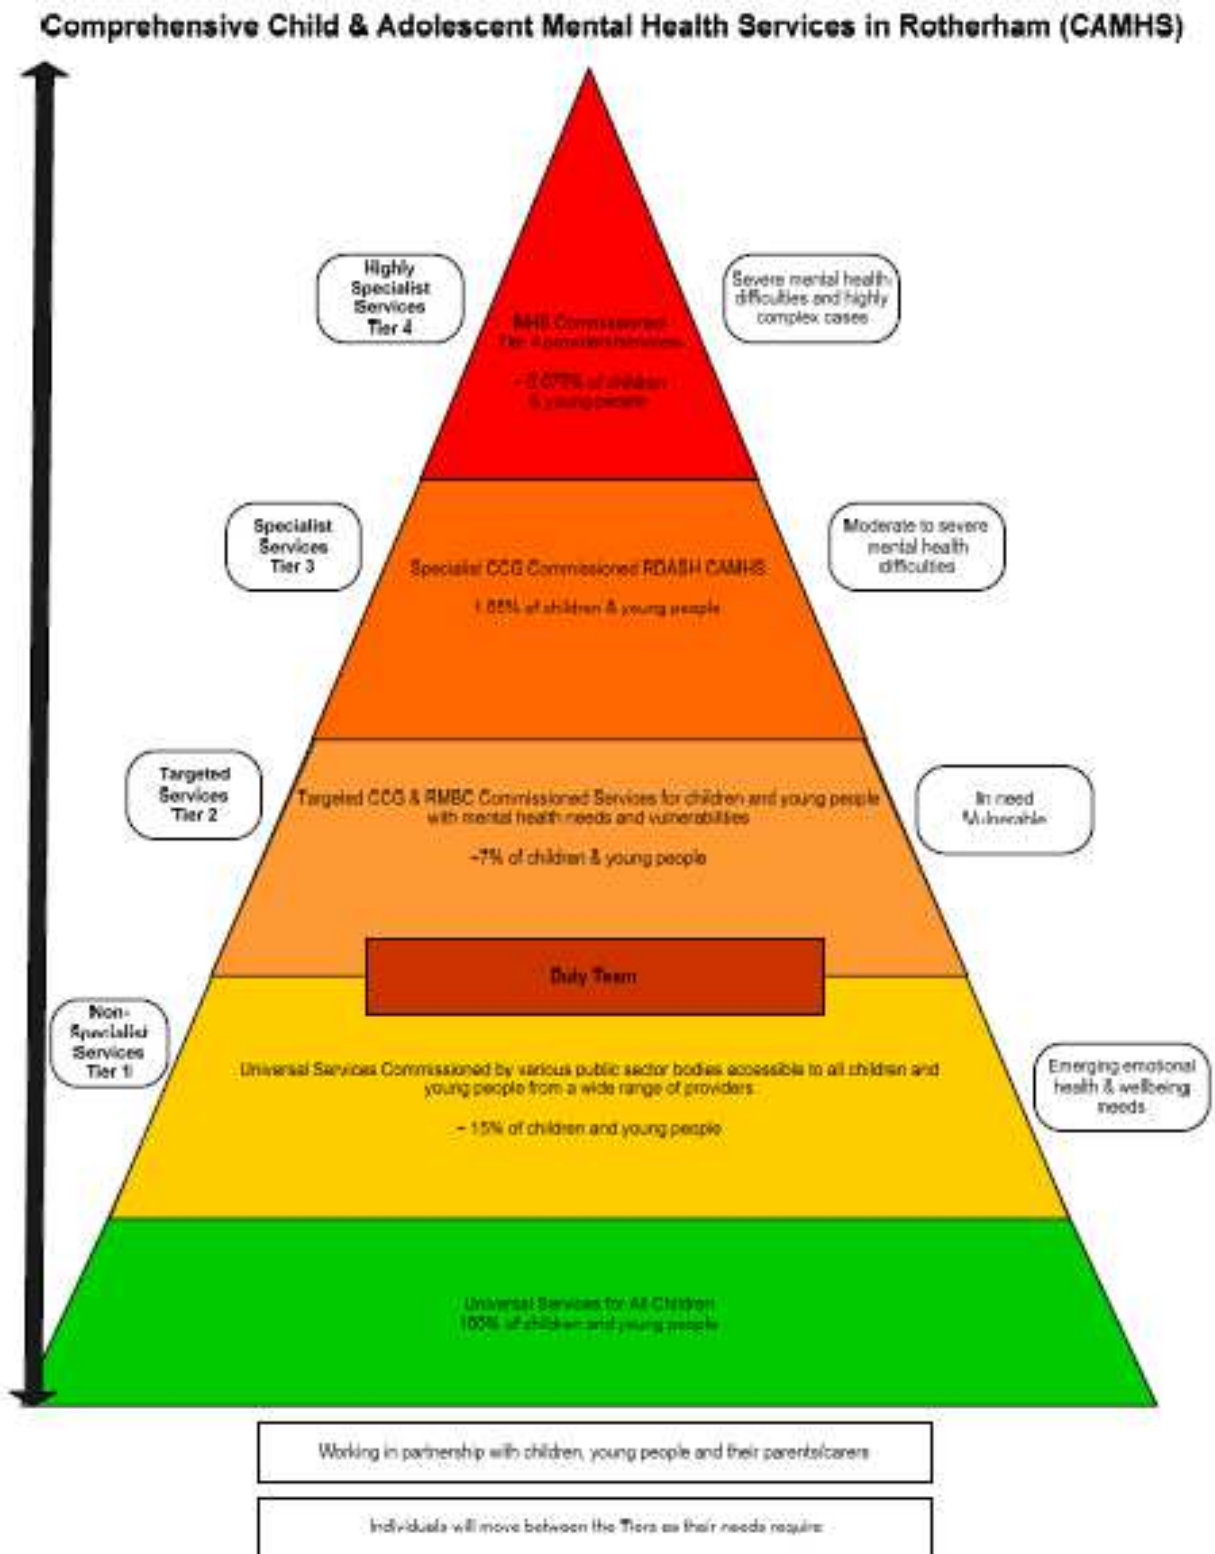 Comprehensive Child & Adolescent Mental Health Services in Rotherham (CAMHS)
Highly
Specialist
Services
Tier 4
Severe mental health
difficulties and highly
complex cases
NHS Commissioned
Tier 4
of children
& young people
Specialist
Services
Tier 3
Moderate to severe
mental health
difficulties
Specialist CCG Commissioned RDASH CAMHS
of children & young people
Targeted
Services
Tier 2
In need
Vulnerable
Targeted CCG & RMBC Commissioned Services for children and young people
with mental health needs and vulnerabilities
~7% of children & young people
Duty Team
Non-
Specialist
Services
Tier 1
Emerging emotional
health & wellbeing
needs
Universal Services Commissioned by various public sector bodies accessible to all children and
young people from a wide range of providers
~ 15% of children and young people
Universal Services for All Children
100% of children and young people
Working in partnership with children, young people and their parents/carers
Individuals will move between the Tiers as their needs require